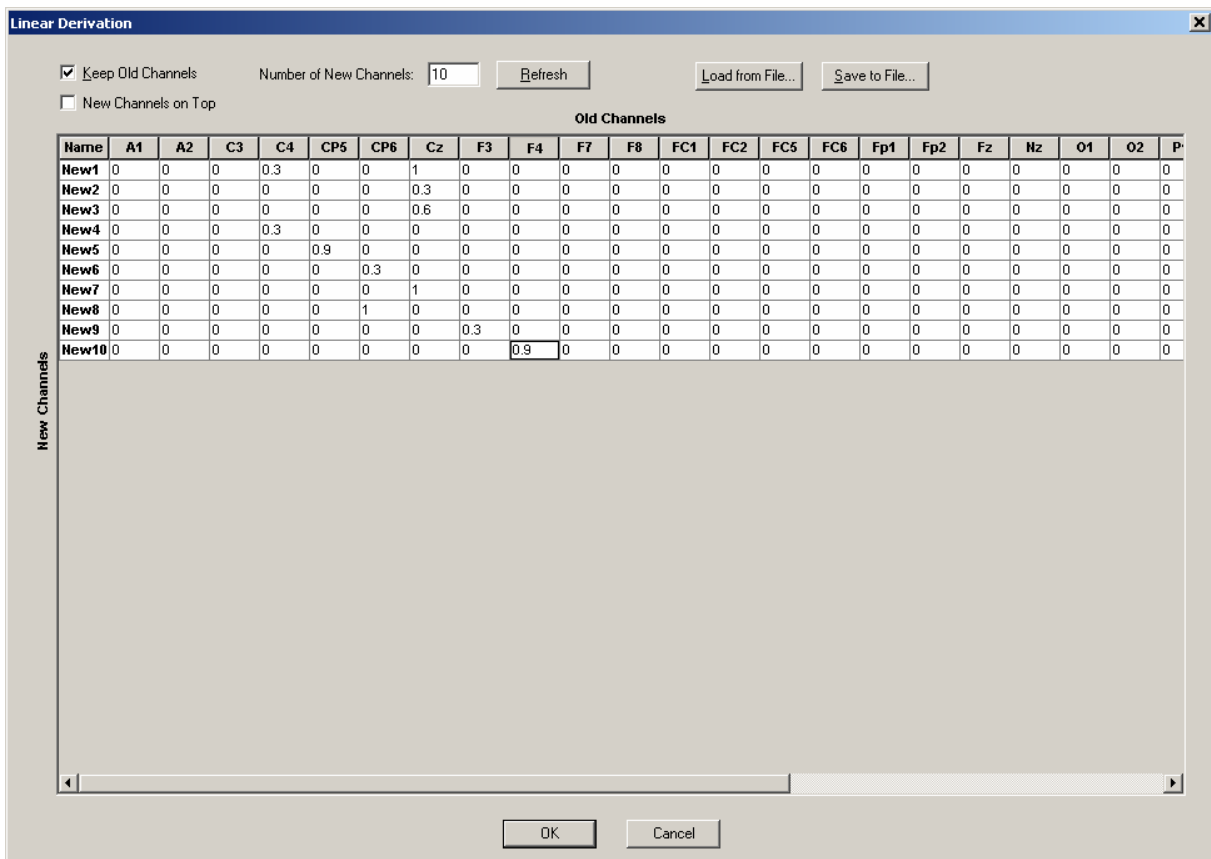 Linear Derivation
Keep Old Channels Number of New Channels: 10 Refresh Load from File... Save to File...
New Channels on Top
Old Channels
Name A1 A2 C3 C4 CP5 CP6 Cz F3 F4 F7 F8 FC1 FC2 FC5 FC6 Fp1 Fp2 Fz Nz O1 O2
New1 0 0 0 0.3 0 0 1 0 0 0 0 0 0 0 0 0 0 0 0 0 0 0
New2 0 0 0 0 0 0 0.3 0 0 0 0 0 0 0 0 0 0 0 0 0 0 0
New3 0 0 0 0 0 0 0.6 0 0 0 0 0 0 0 0 0 0 0 0 0 0 0
New4 0 0 0 0.3 0 0 0 0 0 0 0 0 0 0 0 0 0 0 0 0 0 0
New5 0 0 0 0 0.9 0 0 0 0 0 0 0 0 0 0 0 0 0 0 0 0 0
New6 0 0 0 0 0 0.3 0 0 0 0 0 0 0 0 0 0 0 0 0 0 0 0
New7 0 0 0 0 0 0 1 0 0 0 0 0 0 0 0 0 0 0 0 0 0 0
New8 0 0 0 0 0 1 0 0 0 0 0 0 0 0 0 0 0 0 0 0 0 0
New9 0 0 0 0 0 0 0 0.3 0 0 0 0 0 0 0 0 0 0 0 0 0 0
New10 0 0 0 0 0 0 0 0 0.9 0 0 0 0 0 0 0 0 0 0 0 0 0
New Channels
OK Cancel